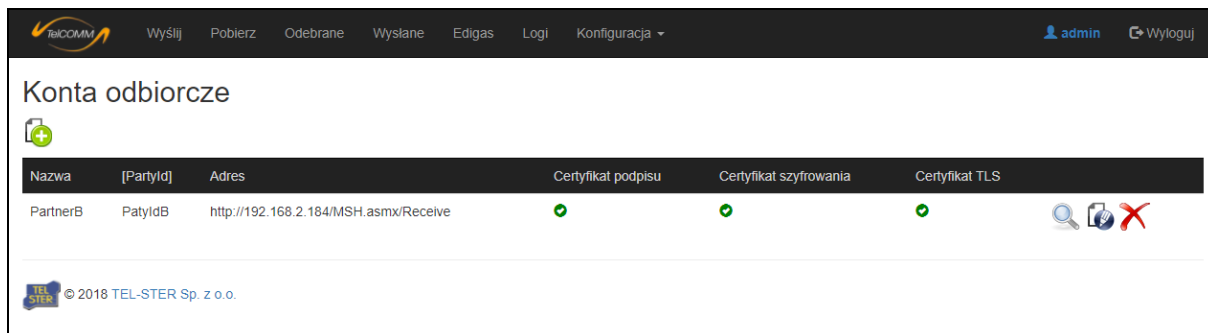 TelCOMM Wyślij Pobierz Odebrane Wysłane Edigas Logi Konfiguracja admin Wyloguj
Konta odbiorcze
Nazwa [PartyId] Adres Certyfikat podpisu Certyfikat szyfrowania Certyfikat TLS
PartnerB PatyIdB http://192.168.2.184/MSH.asmx/Receive
TEL STER © 2018 TEL-STER Sp. z o.o.